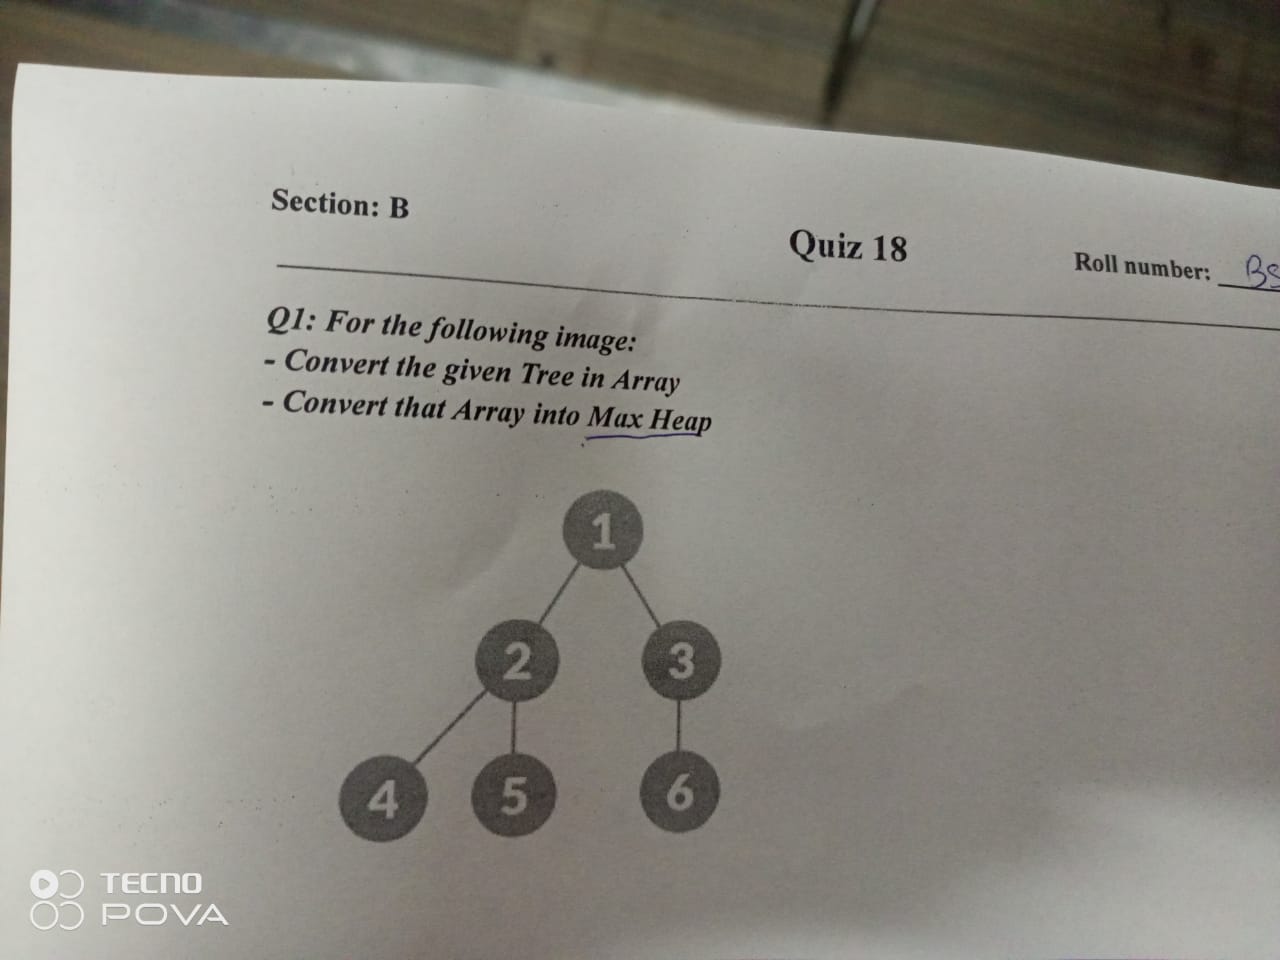 Section: B
Quiz 18
Roll number: BS
Q1: For the following image:
- Convert the given Tree in Array
- Convert that Array into Max Heap
1
2 3
4 5 6
TECNO
POVA